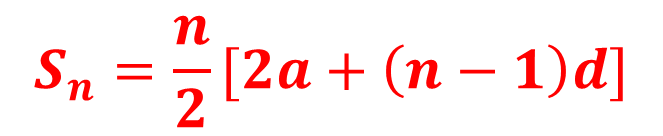 Sₙ = n/2 [2a + (n − 1)d]